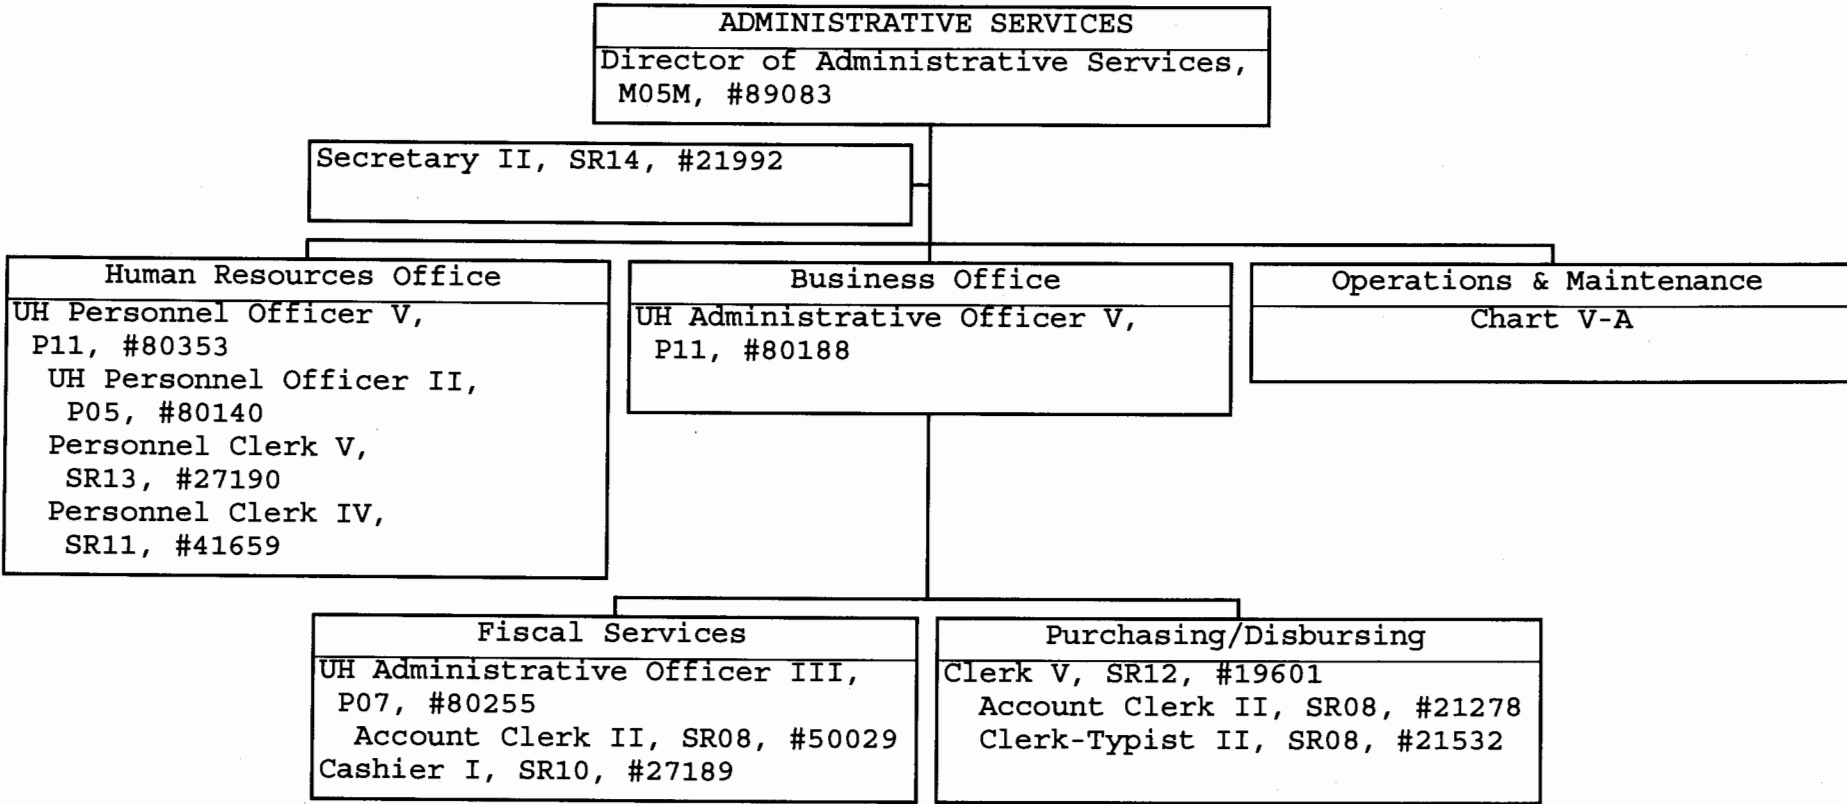 ADMINISTRATIVE SERVICES
Director of Administrative Services,
M05M, #89083
Secretary II, SR14, #21992
Human Resources Office
UH Personnel Officer V,
P11, #80353
UH Personnel Officer II,
P05, #80140
Personnel Clerk V,
SR13, #27190
Personnel Clerk IV,
SR11, #41659
Business Office
UH Administrative Officer V,
P11, #80188
Operations & Maintenance
Chart V-A
Fiscal Services
UH Administrative Officer III,
P07, #80255
Account Clerk II, SR08, #50029
Cashier I, SR10, #27189
Purchasing/Disbursing
Clerk V, SR12, #19601
Account Clerk II, SR08, #21278
Clerk-Typist II, SR08, #21532